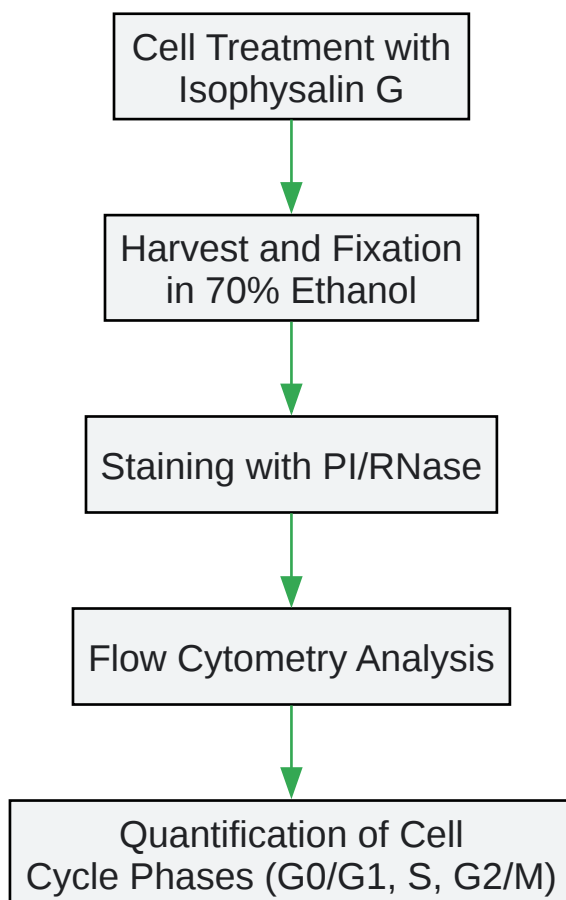 Cell Treatment with
Isophysalin G
Harvest and Fixation
in 70% Ethanol
Staining with PI/RNase
Flow Cytometry Analysis
Quantification of Cell
Cycle Phases (G0/G1, S, G2/M)